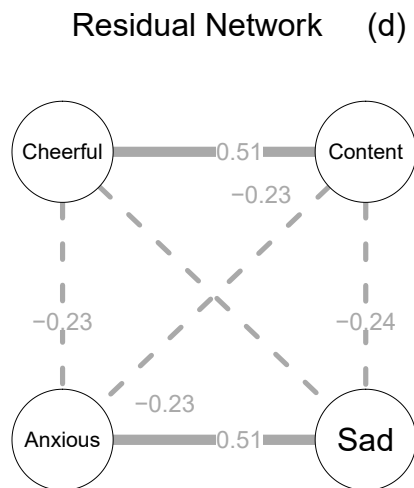 Residual Network (d)
Cheerful
0.51
Content
−0.23
−0.23
−0.24
−0.23
Anxious
0.51
Sad